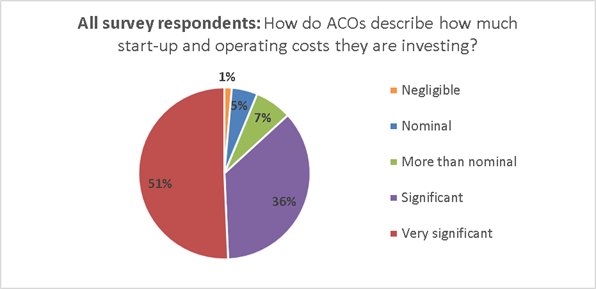 All survey respondents: How do ACOs describe how much
start-up and operating costs they are investing?
1%
5%
7%
36%
51%
Negligible
Nominal
More than nominal
Significant
Very significant